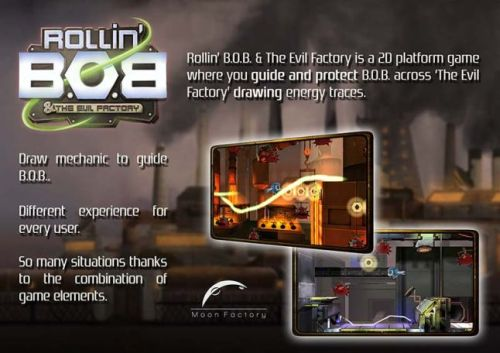 ROLLIN'
B.O.B
& THE EVIL FACTORY
Rollin' B.O.B. & The Evil Factory is a 2D platform game
where you guide and protect B.O.B. across 'The Evil
Factory' drawing energy traces.
Draw mechanic to guide
B.O.B..
Different experience for
every user.
So many situations thanks
to the combination of
game elements.
Moon Factory